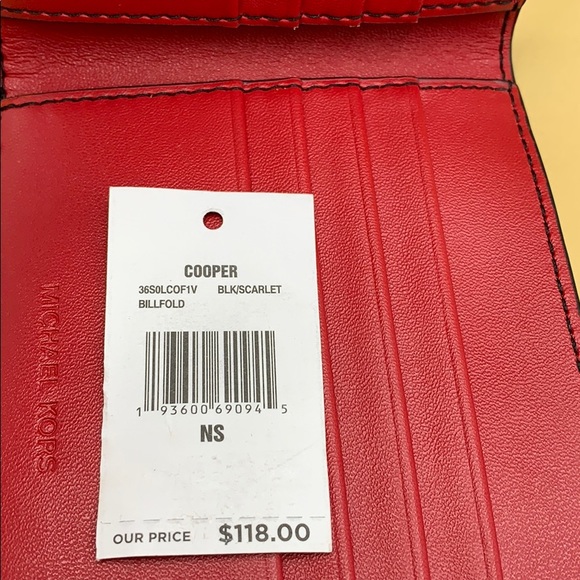 COOPER
36S0LCOF1V BLK/SCARLET
BILLFOLD
1 93600 69094 5
NS
OUR PRICE $118.00
MICHAEL KORS